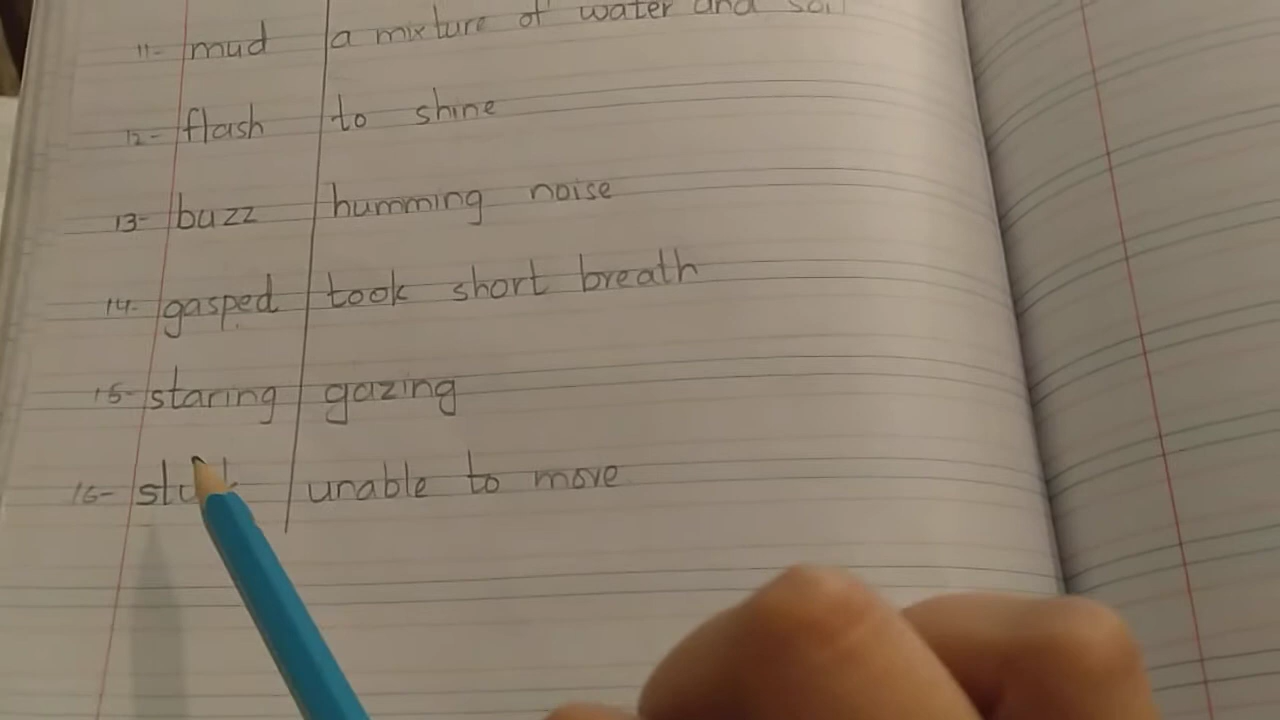 11- mud a mixture of water and soil
12- flash to shine
13- buzz humming noise
14- gasped took short breath
15- staring gazing
16- unable to move